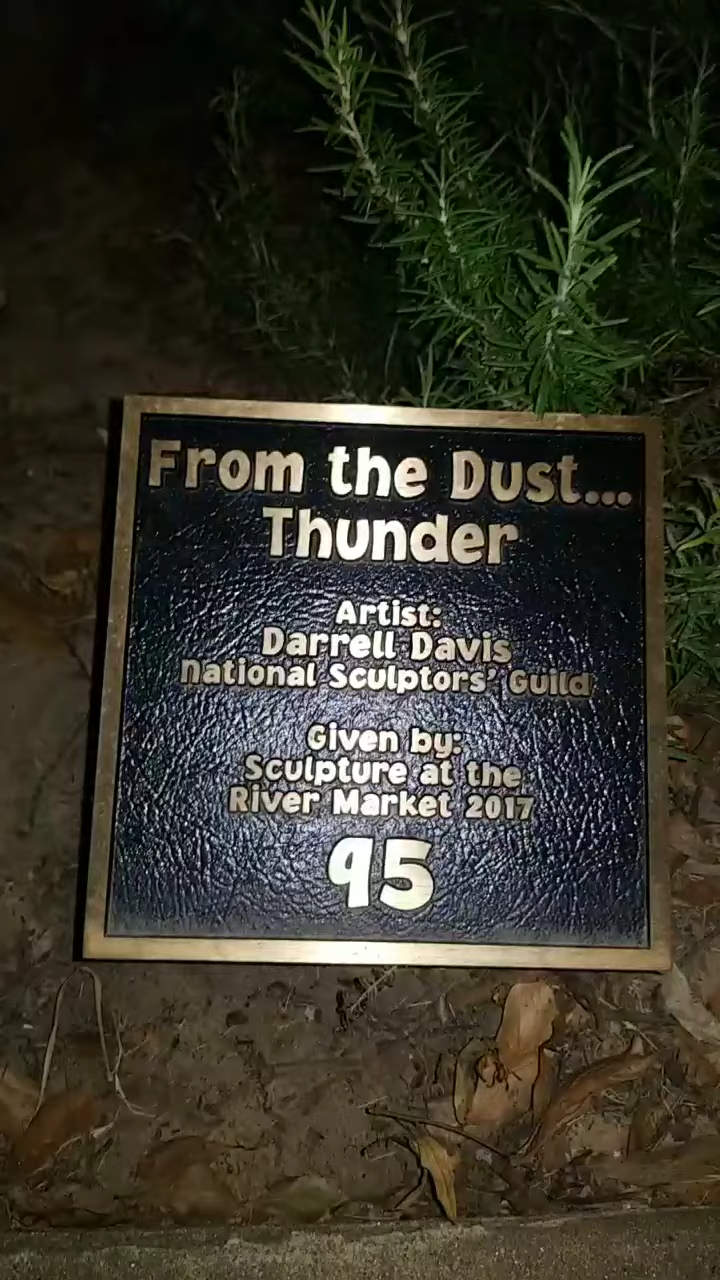 From the Dust...
Thunder
Artist:
Darrell Davis
National Sculptors' Guild
Given by:
Sculpture at the
River Market 2017
95